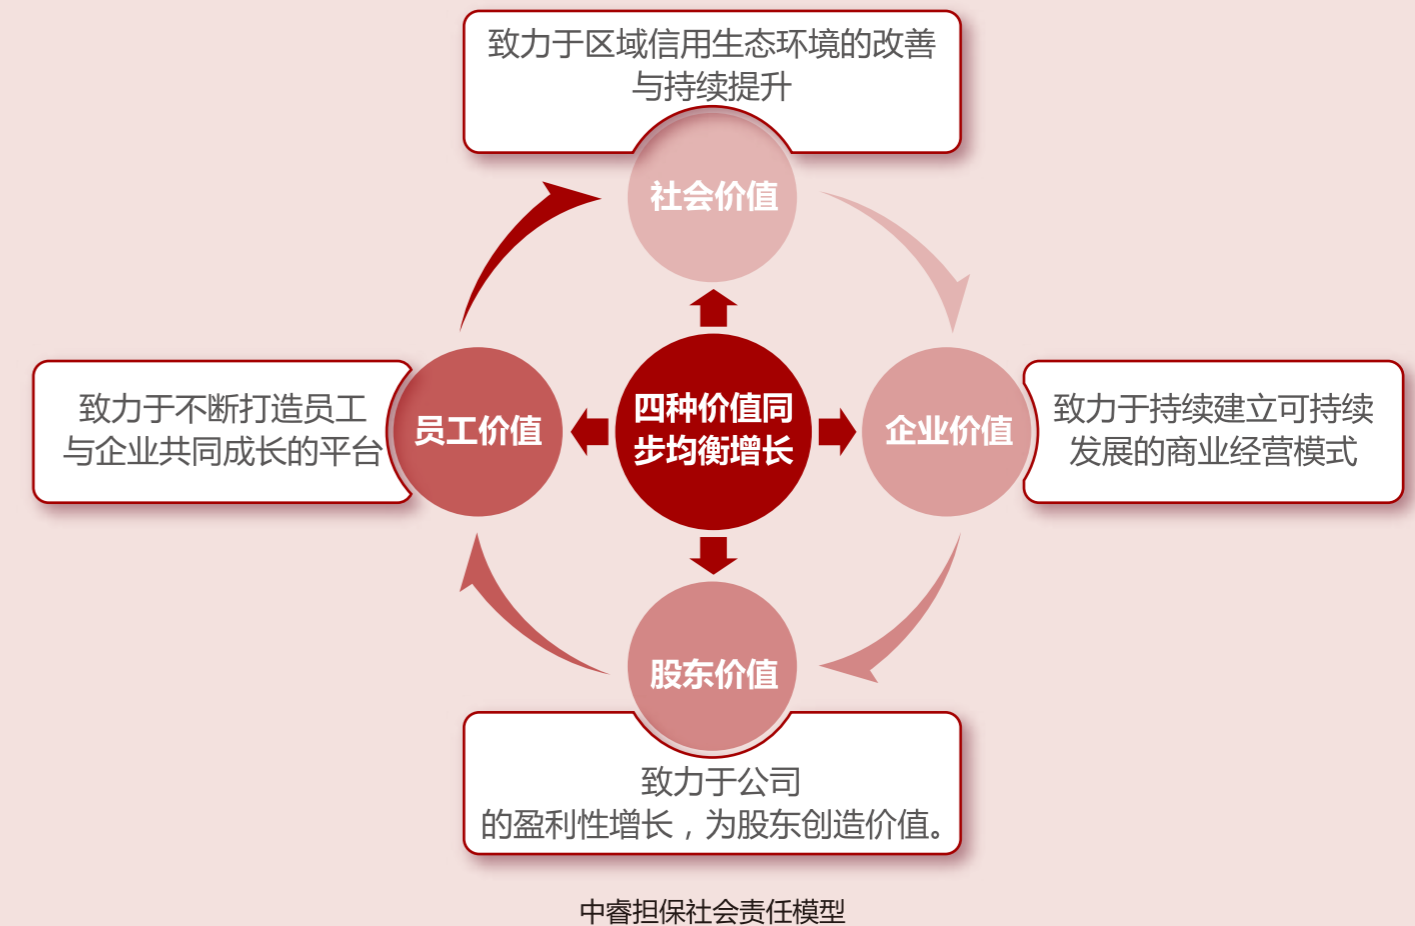 致力于区域信用生态环境的改善
与持续提升
社会价值
致力于不断打造员工
与企业共同成长的平台
员工价值
四种价值同
步均衡增长
企业价值
致力于持续建立可持续
发展的商业经营模式
股东价值
致力于公司
的盈利性增长，为股东创造价值。
中睿担保社会责任模型